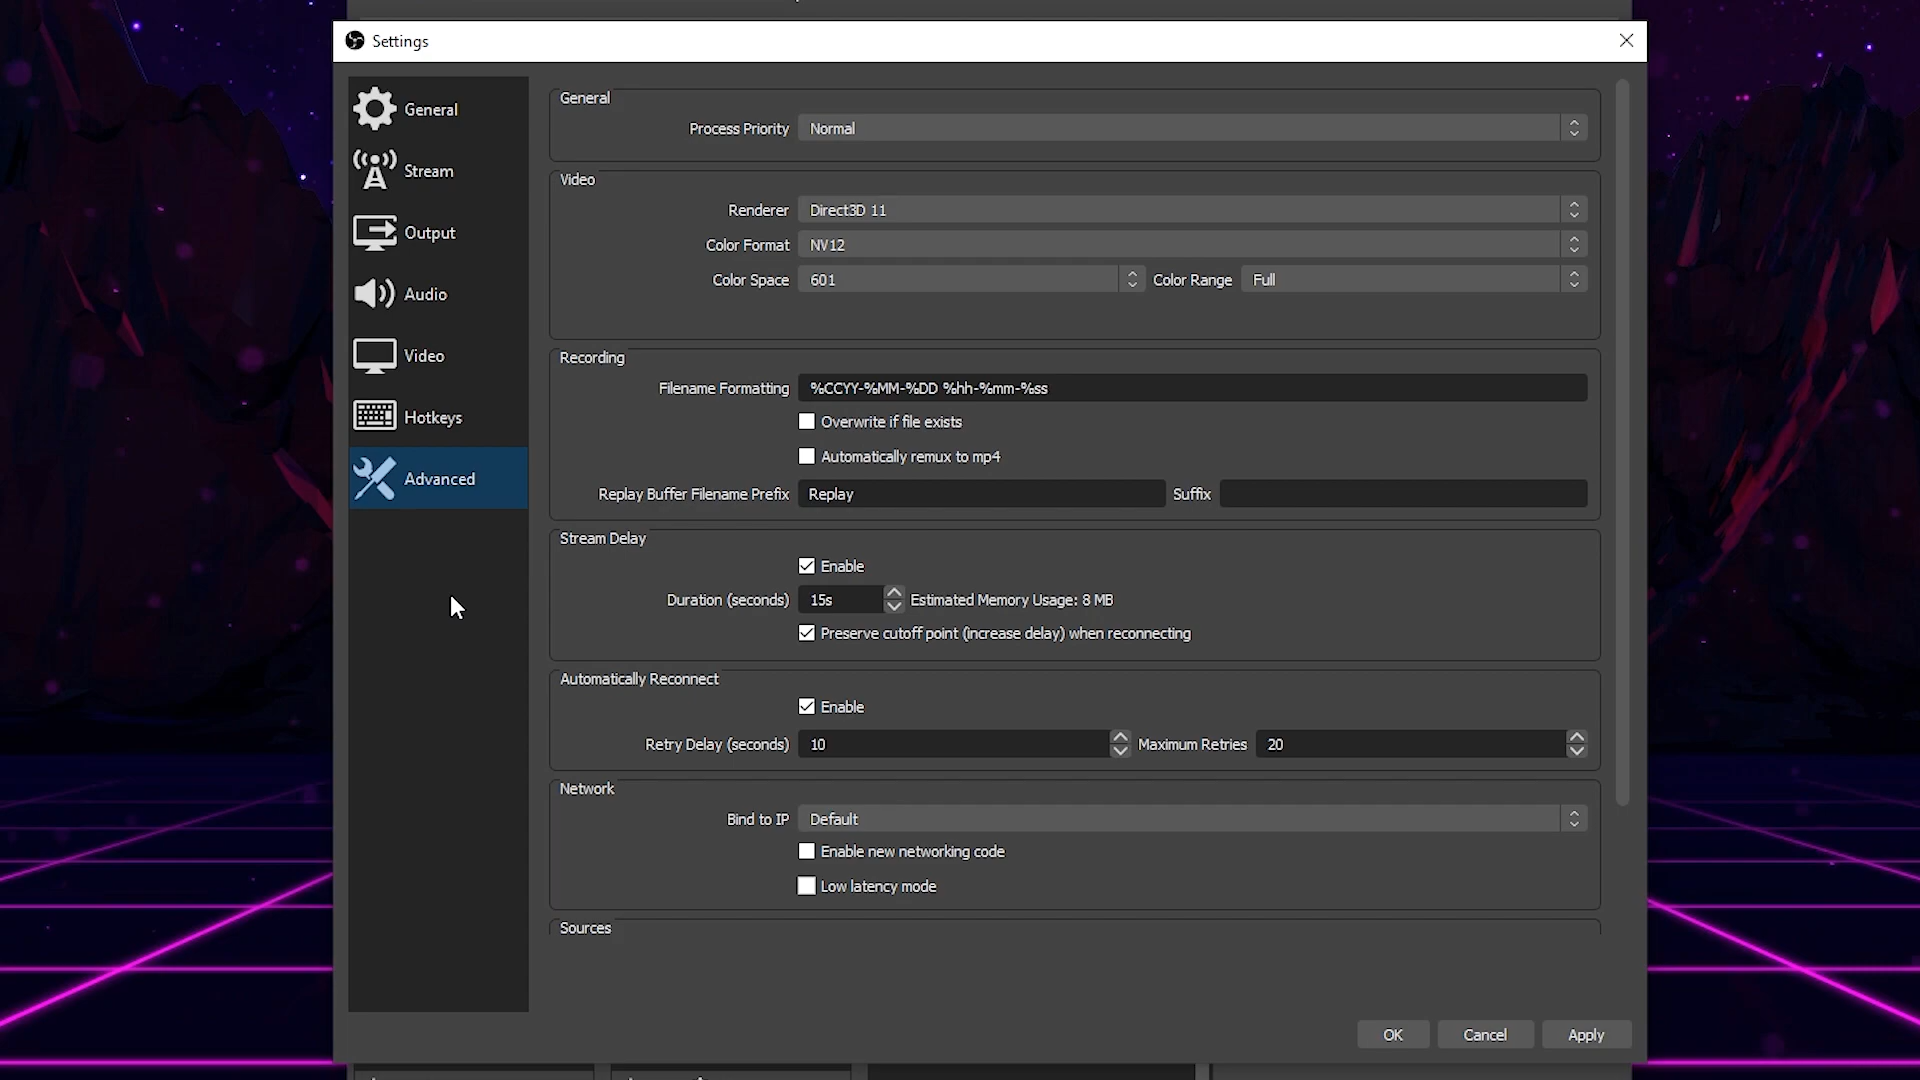 Settings
General
Stream
Output
Audio
Video
Hotkeys
Advanced
General
Process Priority Normal
Video
Renderer Direct3D 11
Color Format NV12
Color Space 601 Color Range Full
Recording
Filename Formatting %CCYY-%MM-%DD %hh-%mm-%ss
Overwrite if file exists
Automatically remux to mp4
Replay Buffer Filename Prefix Replay Suffix
Stream Delay
Enable
Duration (seconds) 15s Estimated Memory Usage: 8 MB
Preserve cutoff point (increase delay) when reconnecting
Automatically Reconnect
Enable
Retry Delay (seconds) 10 Maximum Retries 20
Network
Bind to IP Default
Enable new networking code
Low latency mode
Sources
OK Cancel Apply